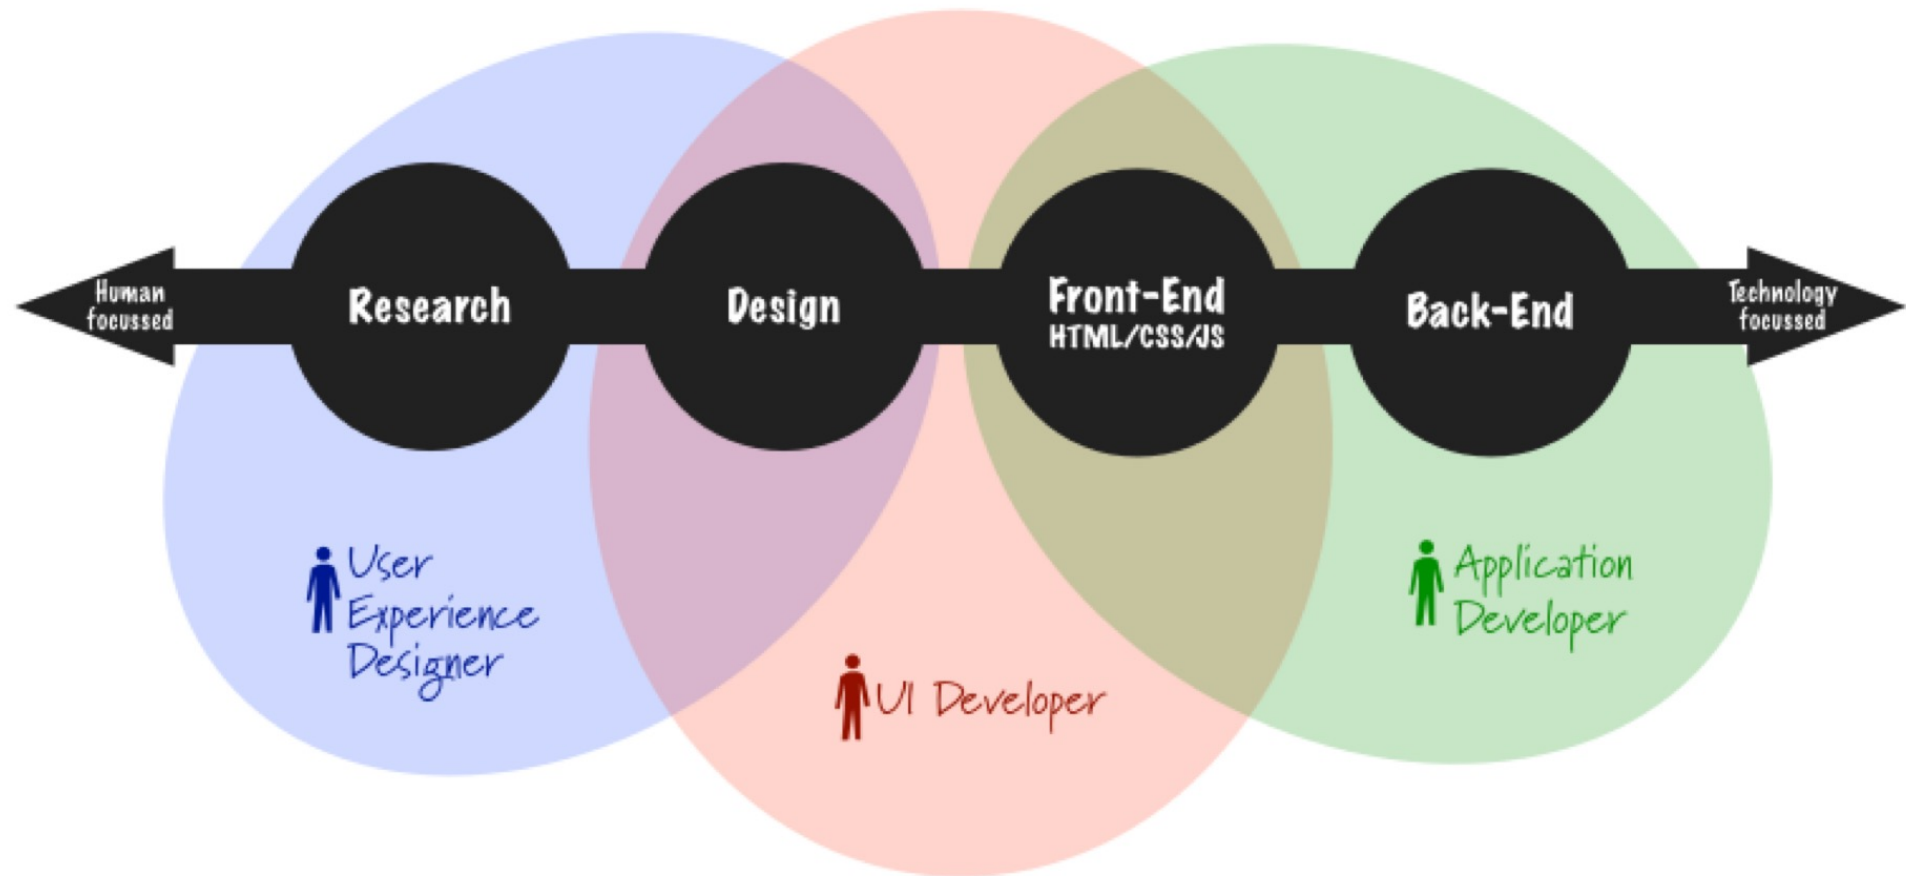 Human
focussed
Research
Design
Front-End
HTML/CSS/JS
Back-End
Technology
focussed
User
Experience
Designer
UI Developer
Application
Developer